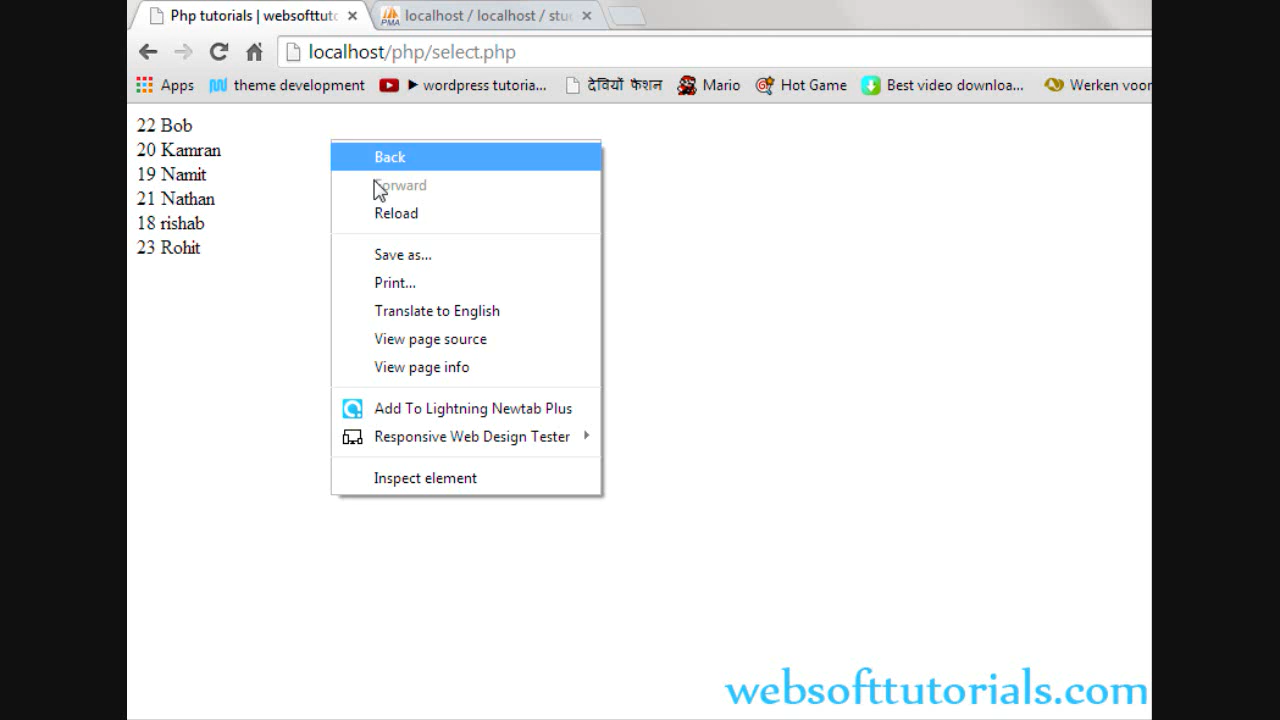 Php tutorials | websofttuto
localhost / localhost / stu
localhost/php/select.php
Apps theme development ▶ wordpress tutoria... देवियों फैशन Mario Hot Game Best video downloa... Werken voor
22 Bob
20 Kamran
19 Namit
21 Nathan
18 rishab
23 Rohit
Back
Forward
Reload
Save as...
Print...
Translate to English
View page source
View page info
Add To Lightning Newtab Plus
Responsive Web Design Tester
Inspect element
websofttutorials.com